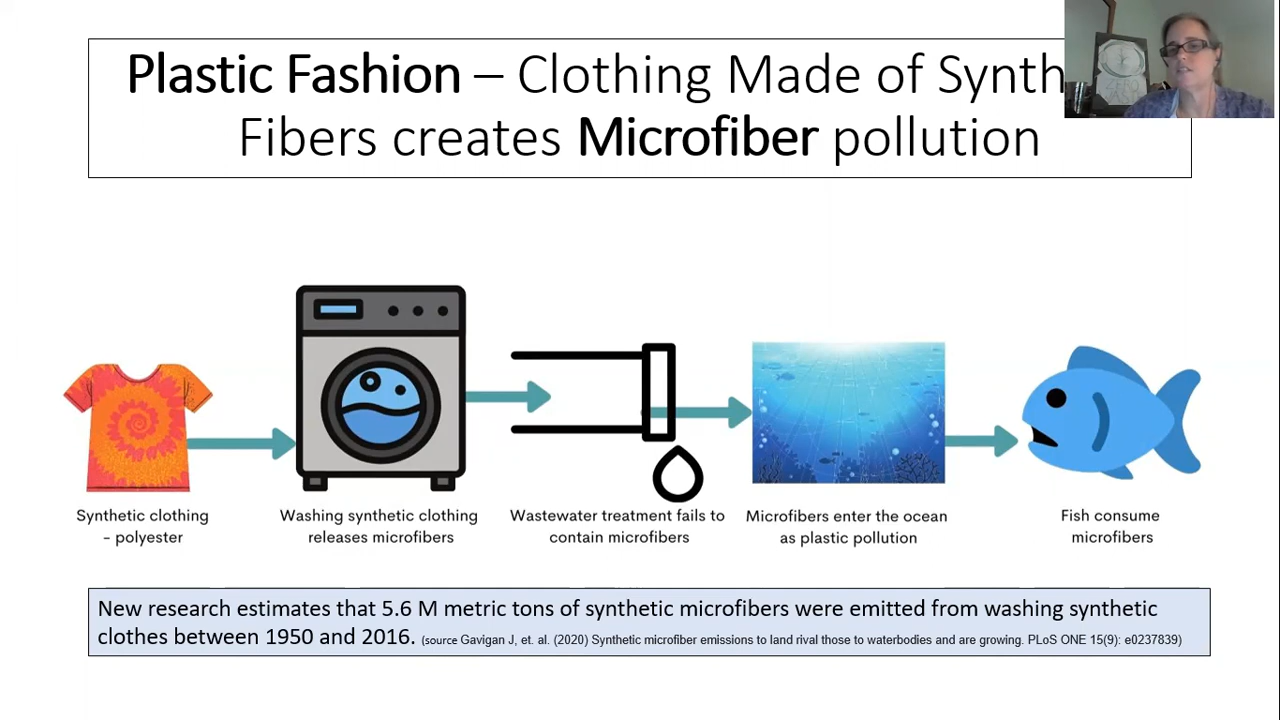 Plastic Fashion – Clothing Made of Synth
Fibers creates Microfiber pollution
Synthetic clothing
- polyester
Washing synthetic clothing
releases microfibers
Wastewater treatment fails to
contain microfibers
Microfibers enter the ocean
as plastic pollution
Fish consume
microfibers
New research estimates that 5.6 M metric tons of synthetic microfibers were emitted from washing synthetic
clothes between 1950 and 2016. (source Gavigan J, et. al. (2020) Synthetic microfiber emissions to land rival those to waterbodies and are growing. PLoS ONE 15(9): e0237839)